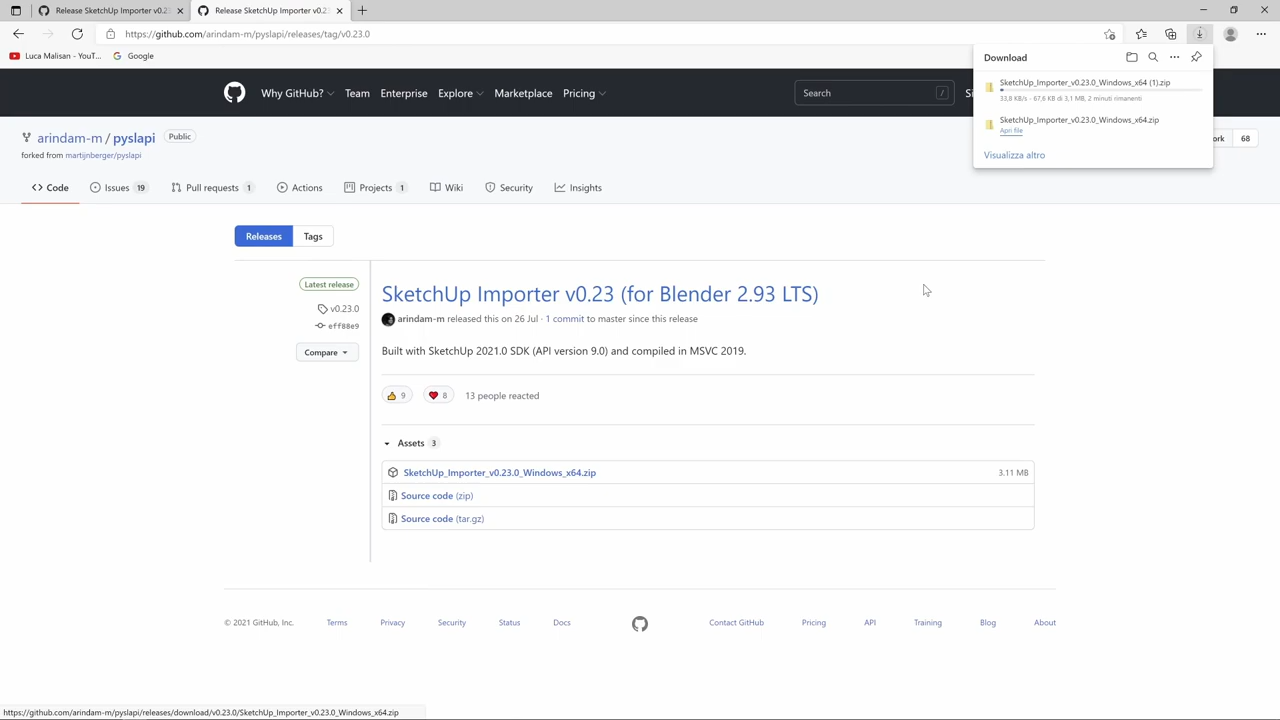 Release SketchUp Importer v0.23
Release SketchUp Importer v0.23
https://github.com/arindam-m/pyslapi/releases/tag/v0.23.0
Luca Malisan - YouT...
Google
Download
SketchUp_Importer_v0.23.0_Windows_x64 (1).zip
33,8 KB/s - 67,6 KB di 3,1 MB, 2 minuti rimanenti
SketchUp_Importer_v0.23.0_Windows_x64.zip
Apri file
Visualizza altro
Why GitHub?
Team
Enter
Explore
Marketplace
Pricing
Search
/
Si
arindam-m / pyslapi
Public
forked from martijnberger/pyslapi
ork
68
Code
Issues 19
Pull requests 1
Actions
Projects 1
Wiki
Security
Insights
Releases
Tags
Latest release
v0.23.0
eff88e9
Compare
SketchUp Importer v0.23 (for Blender 2.93 LTS)
arindam-m released this on 26 Jul · 1 commit to master since this release
Built with SketchUp 2021.0 SDK (API version 9.0) and compiled in MSVC 2019.
9
8
13 people reacted
Assets 3
SketchUp_Importer_v0.23.0_Windows_x64.zip
3.11 MB
Source code (zip)
Source code (tar.gz)
© 2021 GitHub, Inc.
Terms
Privacy
Security
Status
Docs
Contact GitHub
Pricing
API
Training
Blog
About
https://github.com/arindam-m/pyslapi/releases/download/v0.23.0/SketchUp_Importer_v0.23.0_Windows_x64.zip